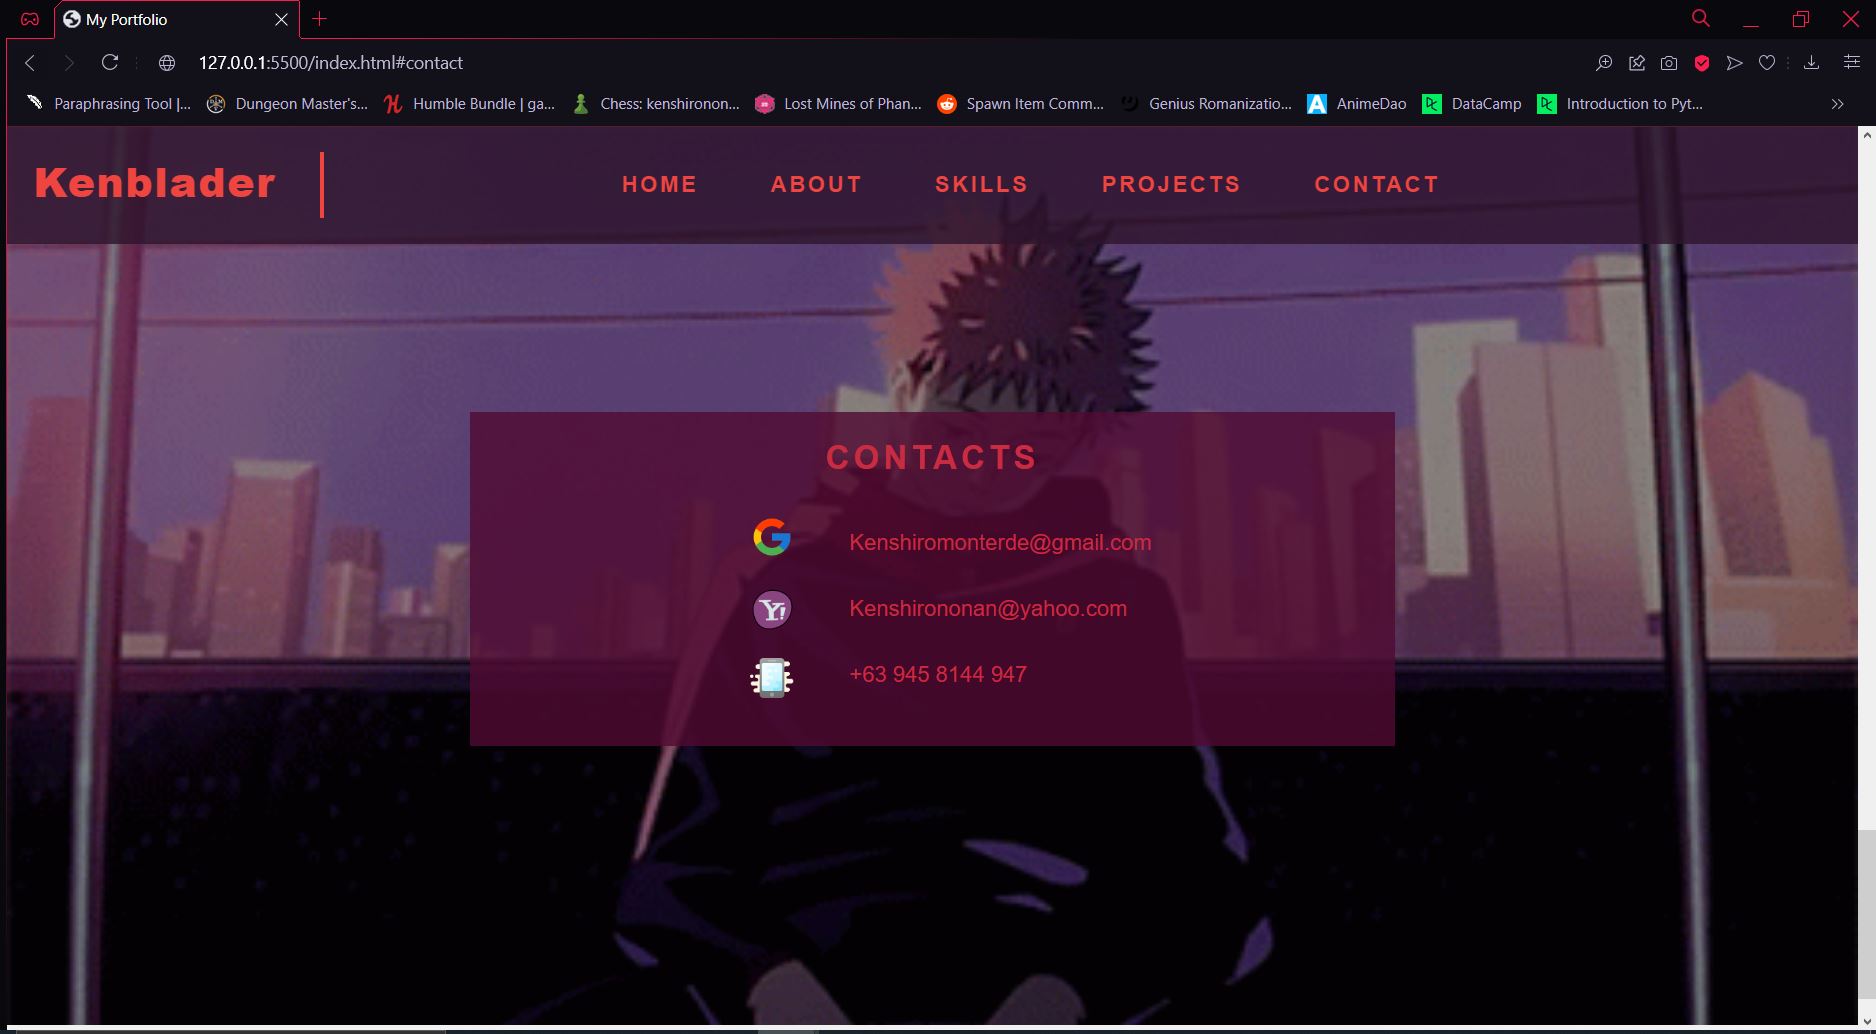 My Portfolio
127.0.0.1:5500/index.html#contact
Paraphrasing Tool |... Dungeon Master's... Humble Bundle | ga... Chess: kenshironon... Lost Mines of Phan... Spawn Item Comm... Genius Romanizatio... AnimeDao DataCamp Introduction to Pyt...
Kenblader HOME ABOUT SKILLS PROJECTS CONTACT
CONTACTS
Kenshiromonterde@gmail.com
Kenshirononan@yahoo.com
+63 945 8144 947